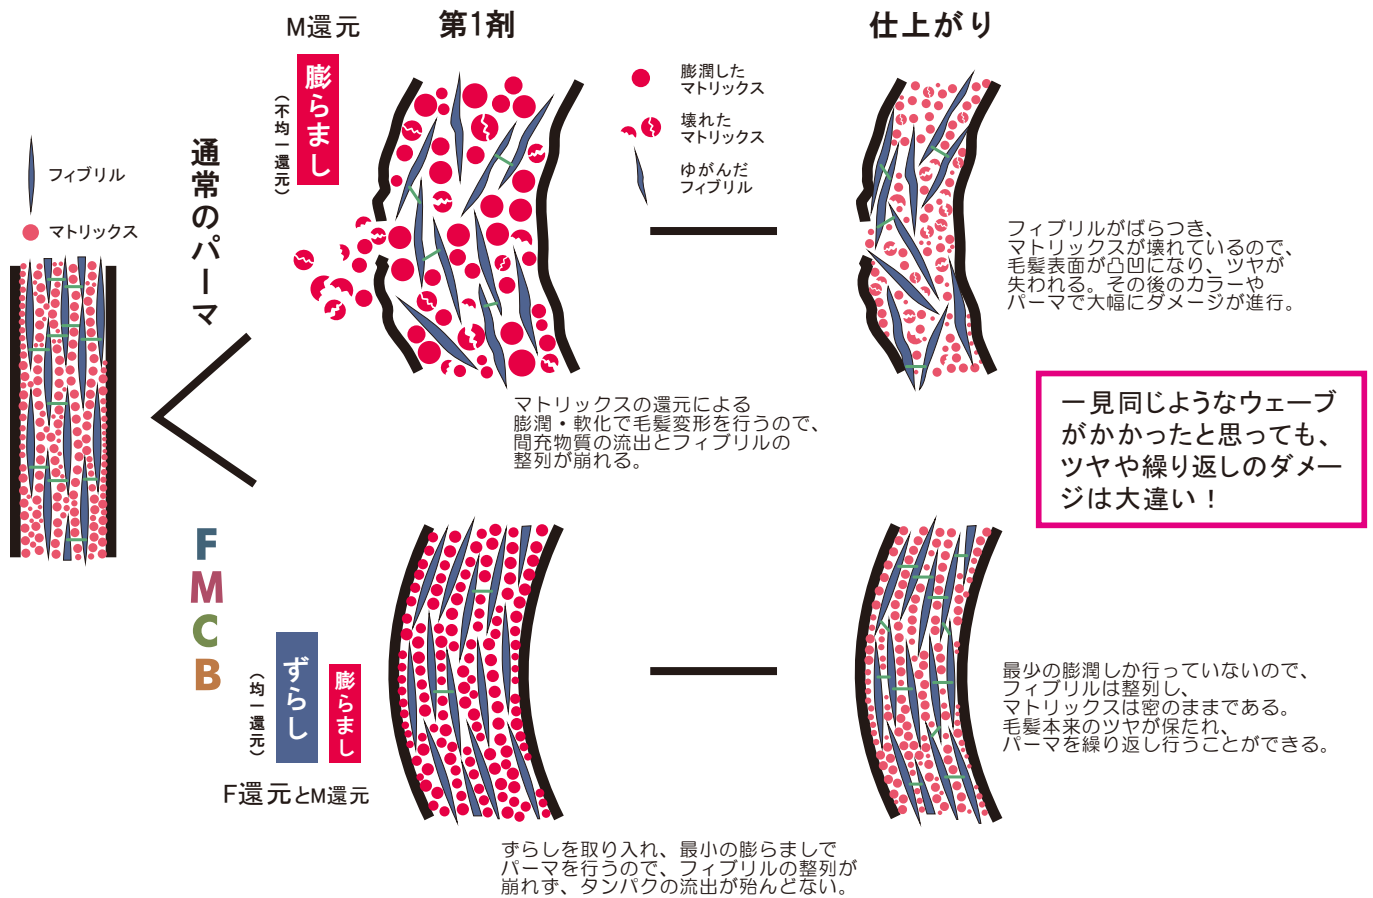 M還元
第1剤
仕上がり
膨らまし
（不均一還元）
膨潤した
マトリックス
壊れた
マトリックス
ゆがんだ
フィブリル
フィブリル
マトリックス
通常のパーマ
フィブリルがばらつき、
マトリックスが壊れているので、
毛髪表面が凸凹になり、ツヤが
失われる。その後のカラーや
パーマで大幅にダメージが進行。
マトリックスの還元による
膨潤・軟化で毛髪変形を行うので、
間充物質の流出とフィブリルの
整列が崩れる。
一見同じようなウェーブ
がかかったと思っても、
ツヤや繰り返しのダメー
ジは大違い！
F
M
C
B
ずらし
（均一還元）
膨らまし
F還元とM還元
最少の膨潤しか行っていないので、
フィブリルは整列し、
マトリックスは密のままである。
毛髪本来のツヤが保たれ、
パーマを繰り返し行うことができる。
ずらしを取り入れ、最小の膨らましで
パーマを行うので、フィブリルの整列が
崩れず、タンパクの流出が殆んどない。